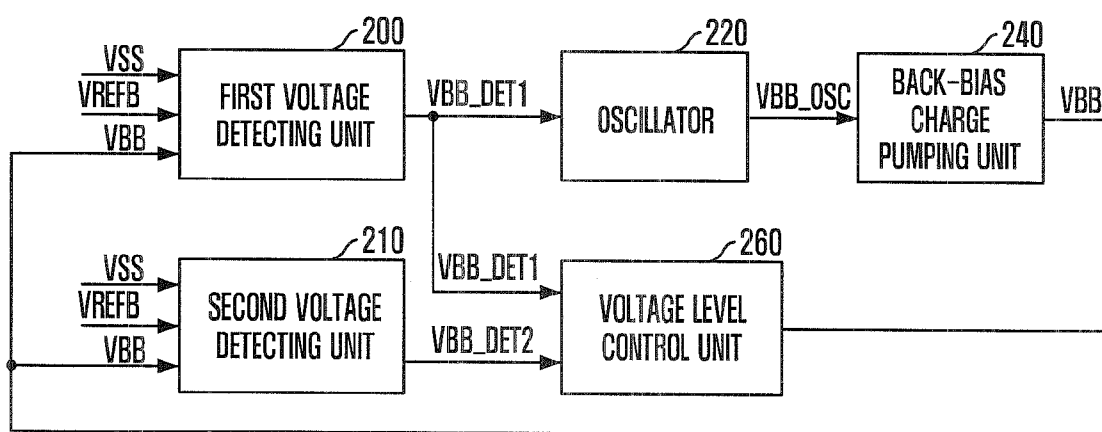 200
VSS
VREFB
VBB
FIRST VOLTAGE
DETECTING UNIT
VBB_DET1
220
OSCILLATOR
VBB_OSC
240
BACK-BIAS
CHARGE
PUMPING UNIT
VBB
210
VSS
VREFB
VBB
SECOND VOLTAGE
DETECTING UNIT
VBB_DET1
VBB_DET2
260
VOLTAGE LEVEL
CONTROL UNIT